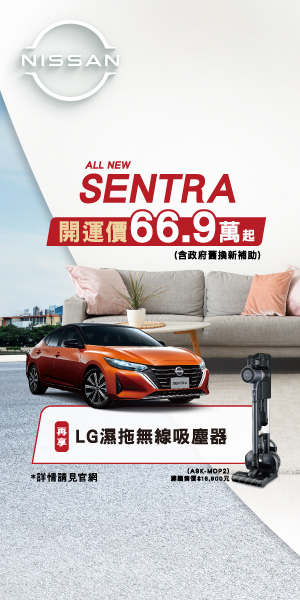 NISSAN
ALL NEW
SENTRA
開運價66.9萬起
(含政府舊換新補助)
SENTRA
再享
LG濕拖無線吸塵器
(A9K-MOP2)
建議售價$16,900元
*詳情請見官網